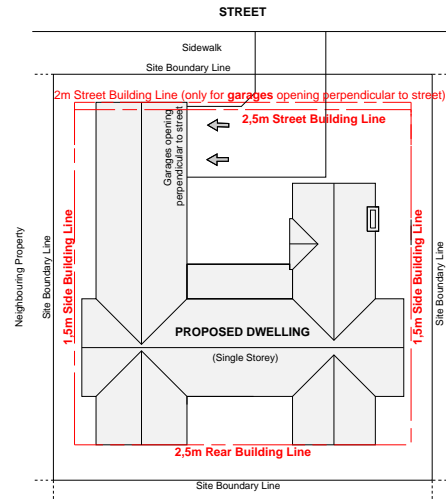 STREET
Sidewalk
Site Boundary Line
2m Street Building Line (only for garages opening perpendicular to street)
2,5m Street Building Line
Garages opening
perpendicular to street
Neighbouring Property
Site Boundary Line
1,5m Side Building Line
1,5m Side Building Line
Site Boundary Line
PROPOSED DWELLING
(Single Storey)
2,5m Rear Building Line
Site Boundary Line